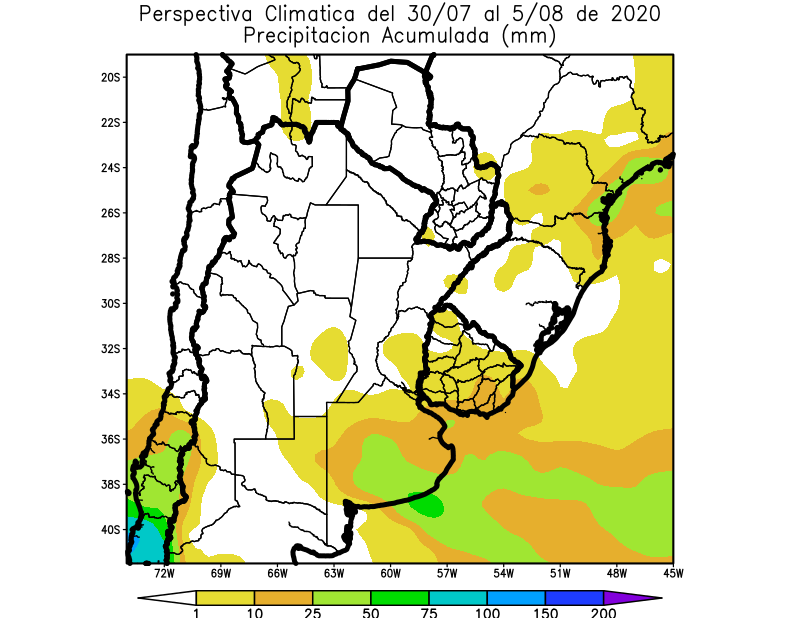 Perspectiva Climatica del 30/07 al 5/08 de 2020
Precipitacion Acumulada (mm)
20S
22S
24S
26S
28S
30S
32S
34S
36S
38S
40S
72W 69W 66W 63W 60W 57W 54W 51W 48W 45W
1 10 25 50 75 100 150 200